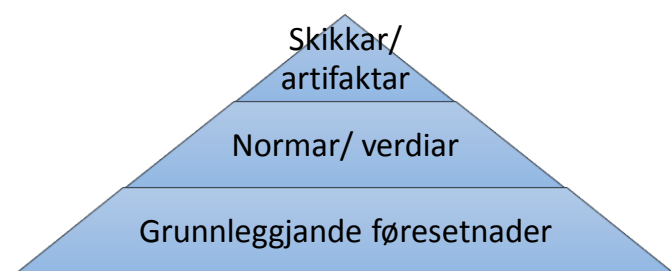 Skikkar/
artifaktar
Normar/ verdiar
Grunnleggjande føresetnader